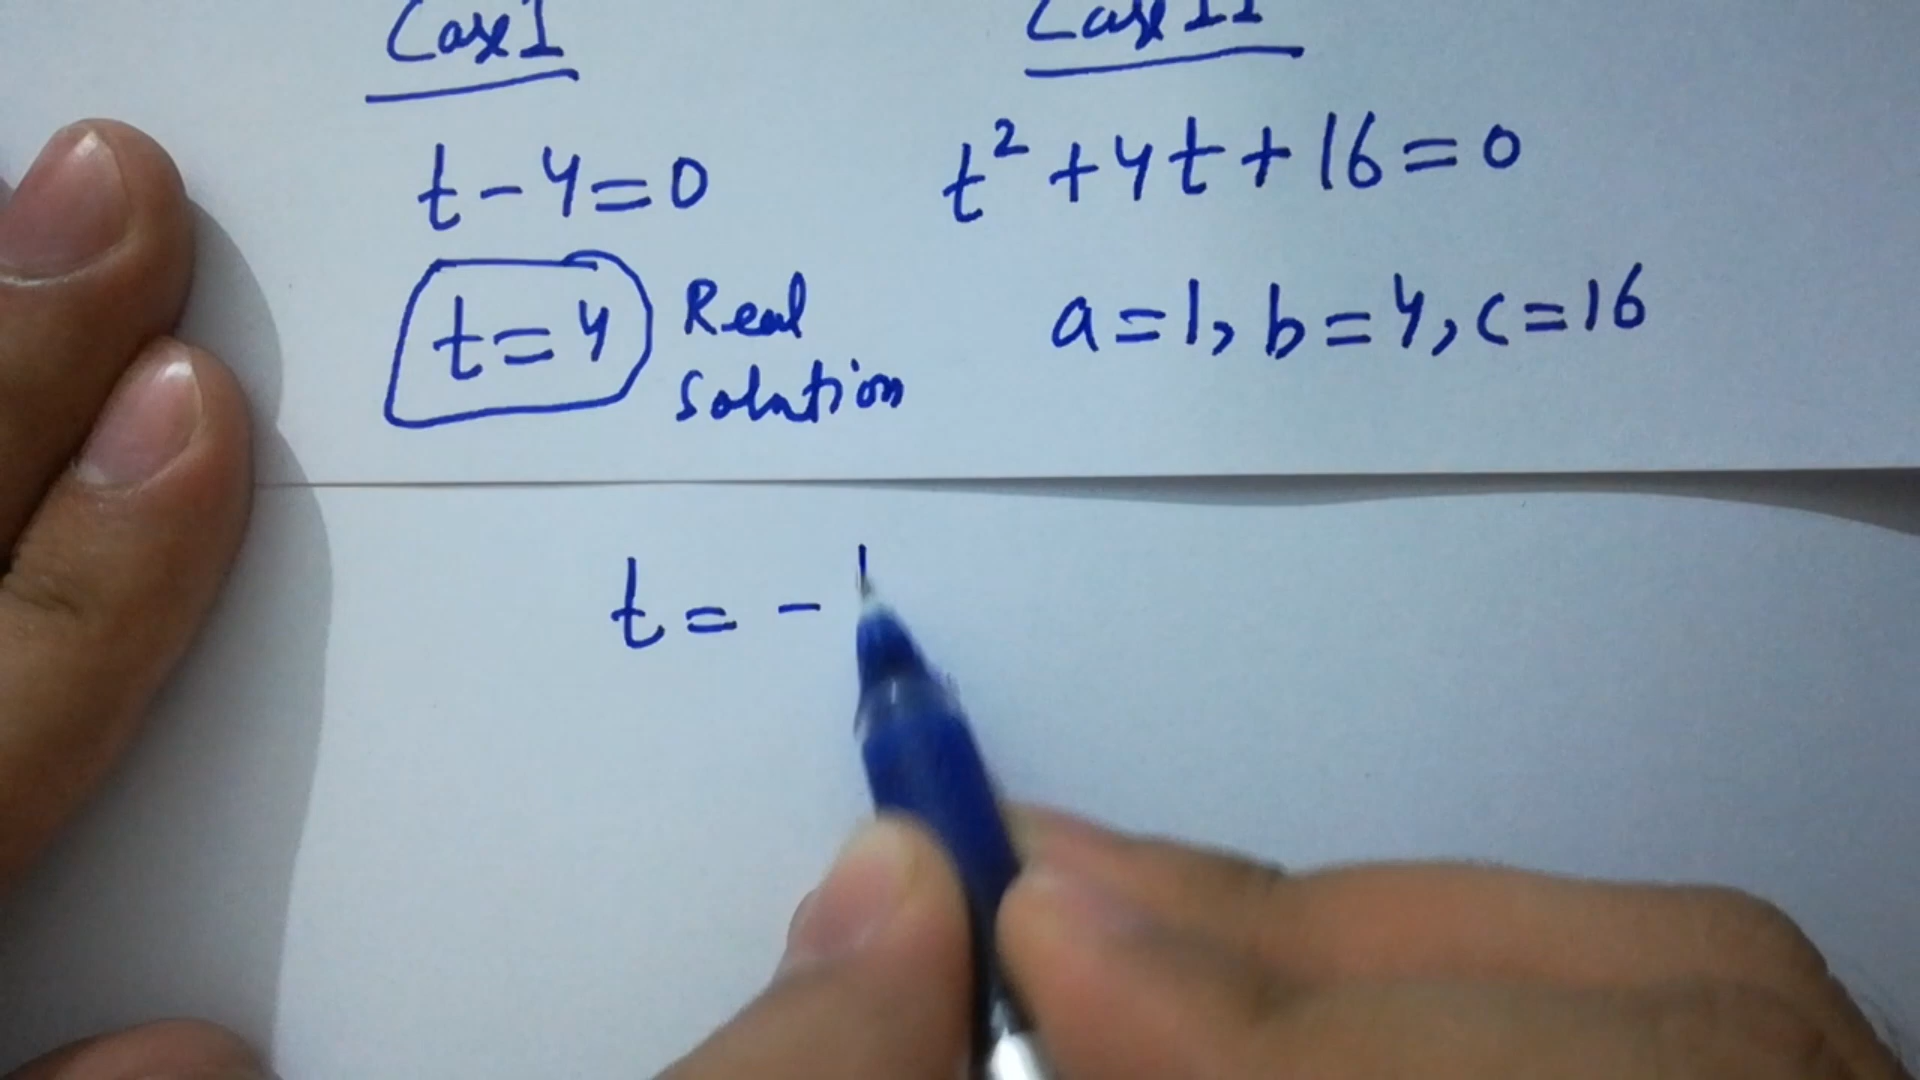 Case I
t - 4 = 0
t = 4 Real
Solution
Case II
t² + 4t + 16 = 0
a = 1, b = 4, c = 16
t = -